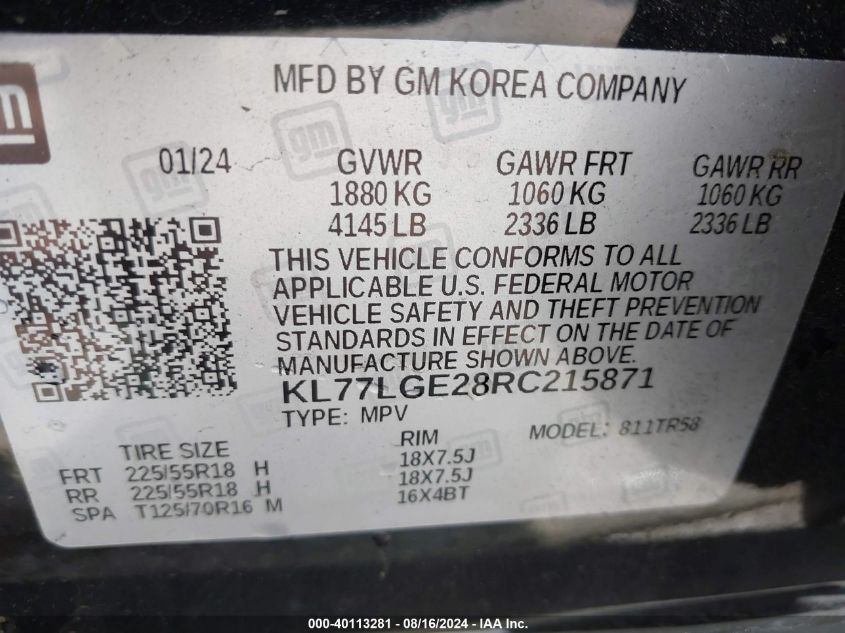 gm
MFD BY GM KOREA COMPANY
01/24 GVWR GAWR FRT GAWR RR
1880 KG 1060 KG 1060 KG
4145 LB 2336 LB 2336 LB
THIS VEHICLE CONFORMS TO ALL
APPLICABLE U.S. FEDERAL MOTOR
VEHICLE SAFETY AND THEFT PREVENTION
STANDARDS IN EFFECT ON THE DATE OF
MANUFACTURE SHOWN ABOVE.
KL77LGE28RC215871
TYPE: MPV MODEL: 811TR58
TIRE SIZE RIM
FRT 225/55R18 H 18X7.5J
RR 225/55R18 H 18X7.5J
SPA T125/70R16 M 16X4BT
000-40113281 - 08/16/2024 - IAA Inc.